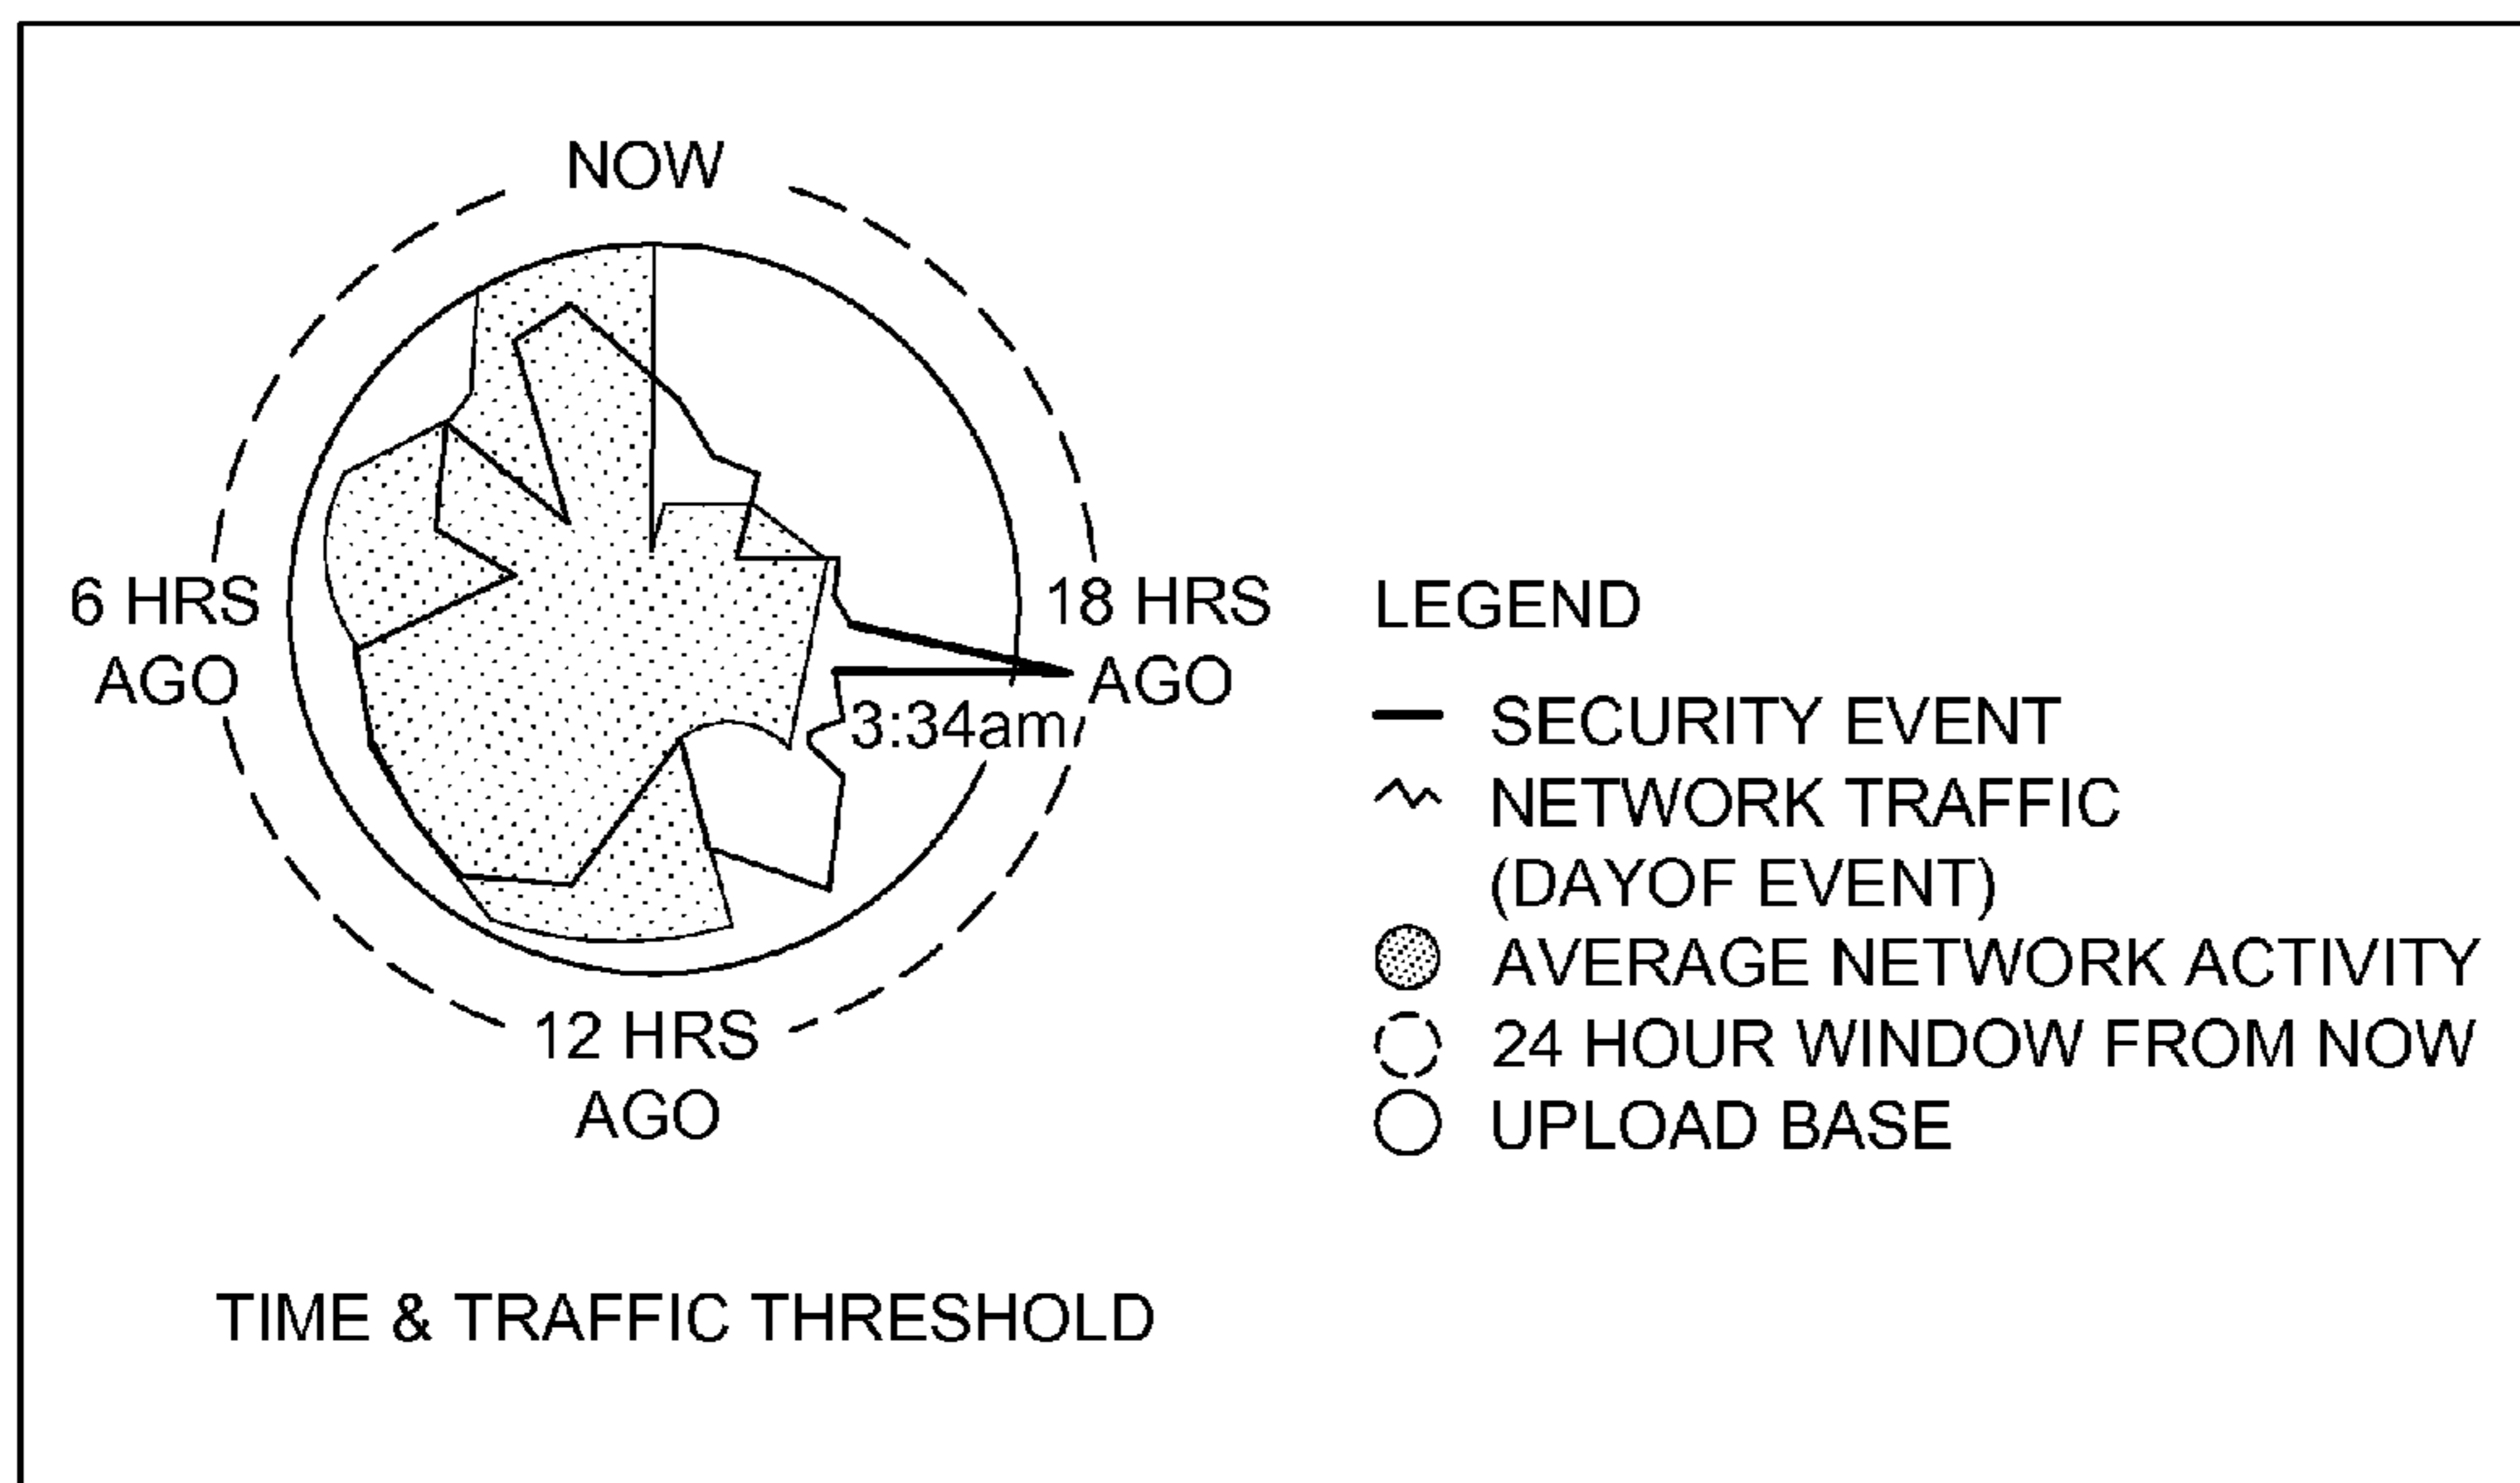 NOW
6 HRS
AGO
18 HRS
AGO
3:34am
12 HRS
AGO
TIME & TRAFFIC THRESHOLD
LEGEND
SECURITY EVENT
NETWORK TRAFFIC
(DAYOF EVENT)
AVERAGE NETWORK ACTIVITY
24 HOUR WINDOW FROM NOW
UPLOAD BASE